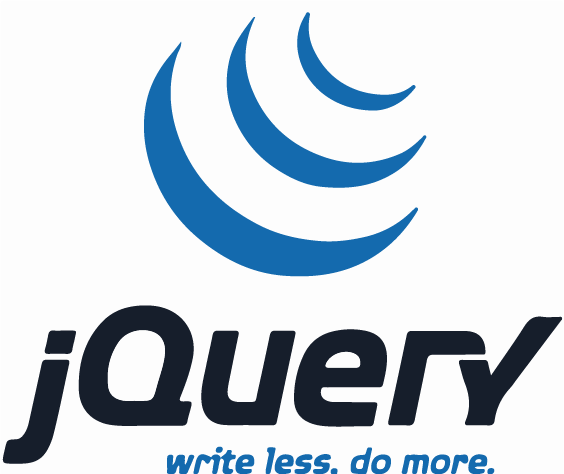 jQuery
write less, do more.